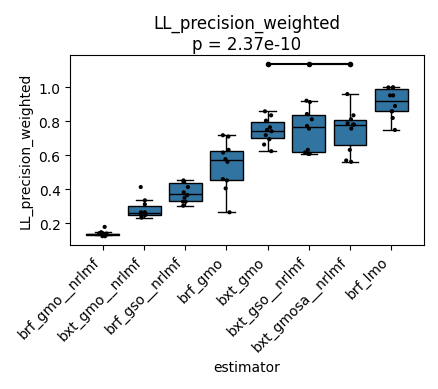 LL_precision_weighted
p = 2.37e-10
LL_precision_weighted
1.0
0.8
0.6
0.4
0.2
brf_gmo__nrlmf
bxt_gmo__nrlmf
brf_gso__nrlmf
brf_gmo
bxt_gmo
bxt_gso__nrlmf
bxt_gmosa__nrlmf
brf_lmo
estimator